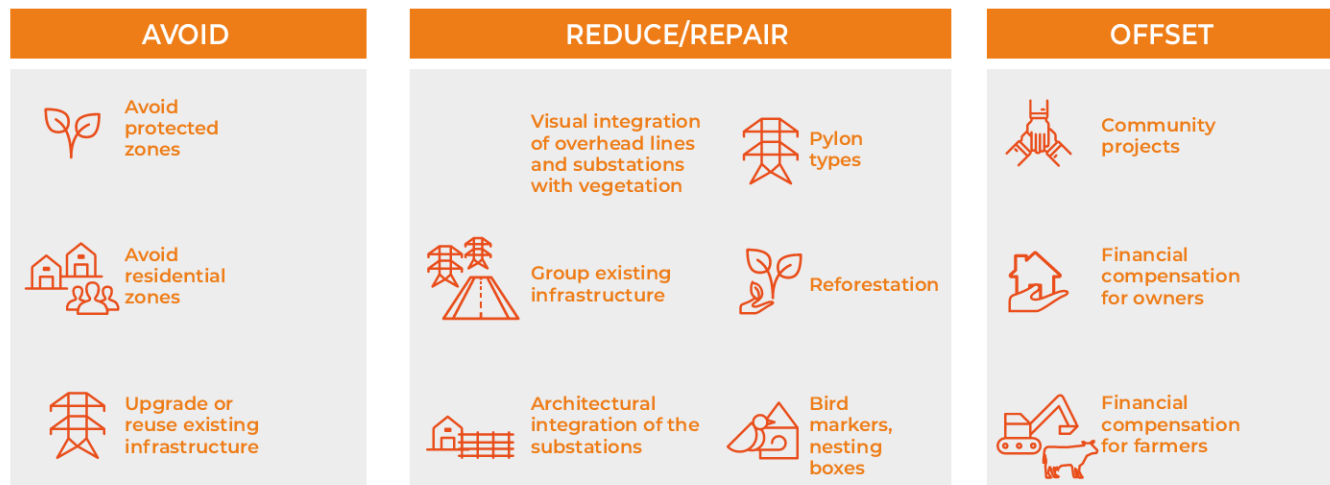 AVOID
Avoid
protected
zones
Avoid
residential
zones
Upgrade or
reuse existing
infrastructure
REDUCE/REPAIR
Visual integration
of overhead lines
and substations
with vegetation
Pylon
types
Group existing
infrastructure
Reforestation
Architectural
integration of the
substations
Bird
markers,
nesting
boxes
OFFSET
Community
projects
Financial
compensation
for owners
Financial
compensation
for farmers